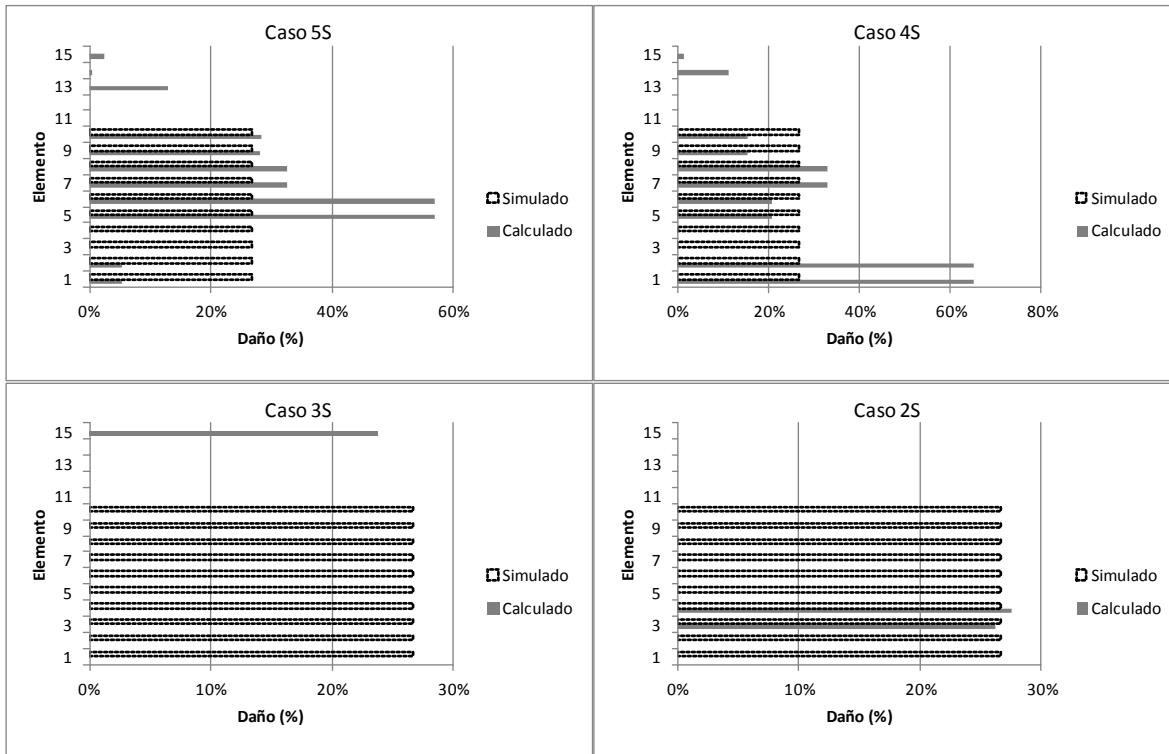 Caso 5S
15
13
11
9
7
5
3
1
Elemento
0% 20% 40% 60%
Daño (%)
Simulado
Calculado
Caso 4S
15
13
11
9
7
5
3
1
Elemento
0% 20% 40% 60% 80%
Daño (%)
Simulado
Calculado
Caso 3S
15
13
11
9
7
5
3
1
Elemento
0% 10% 20% 30%
Daño (%)
Simulado
Calculado
Caso 2S
15
13
11
9
7
5
3
1
Elemento
0% 10% 20% 30%
Daño (%)
Simulado
Calculado